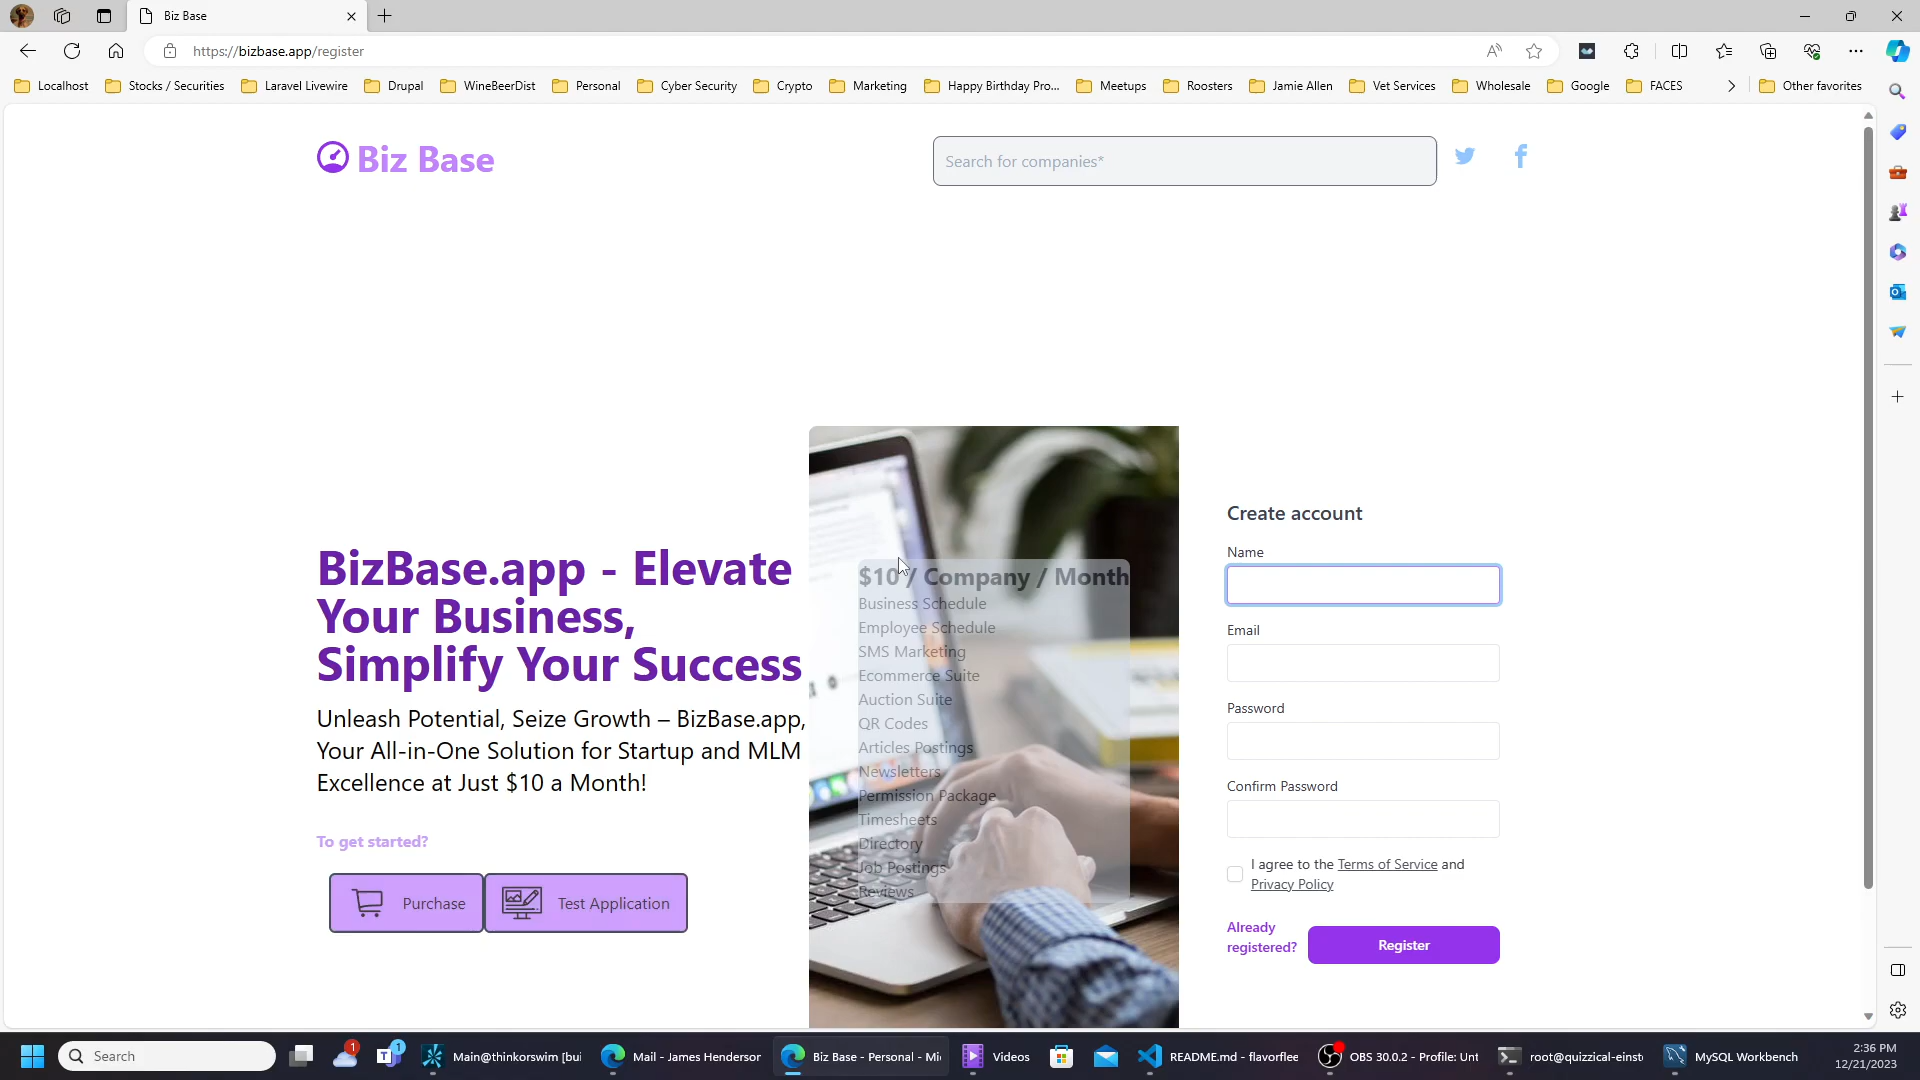 Biz Base
https://bizbase.app/register
Localhost
Stocks / Securities
Laravel Livewire
Drupal
WineBeerDist
Personal
Cyber Security
Crypto
Marketing
Happy Birthday Pro...
Meetups
Roosters
Jamie Allen
Vet Services
Wholesale
Google
FACES
Other favorites
Biz Base
Search for companies*
BizBase.app - Elevate
Your Business,
Simplify Your Success
Unleash Potential, Seize Growth – BizBase.app,
Your All-in-One Solution for Startup and MLM
Excellence at Just $10 a Month!
To get started?
Purchase
Test Application
$10 / Company / Month
Business Schedule
Employee Schedule
SMS Marketing
Ecommerce Suite
Auction Suite
QR Codes
Articles Postings
Newsletters
Permission Package
Timesheets
Directory
Job Postings
Reviews
Create account
Name
Email
Password
Confirm Password
I agree to the Terms of Service and
Privacy Policy
Already
registered?
Register
Search
1
1
Main@thinkorswim [bui
Mail - James Henderson
Biz Base - Personal - Mi
Videos
README.md - flavorflee
OBS 30.0.2 - Profile: Unt
root@quizzical-einst
MySQL Workbench
2:36 PM
12/21/2023